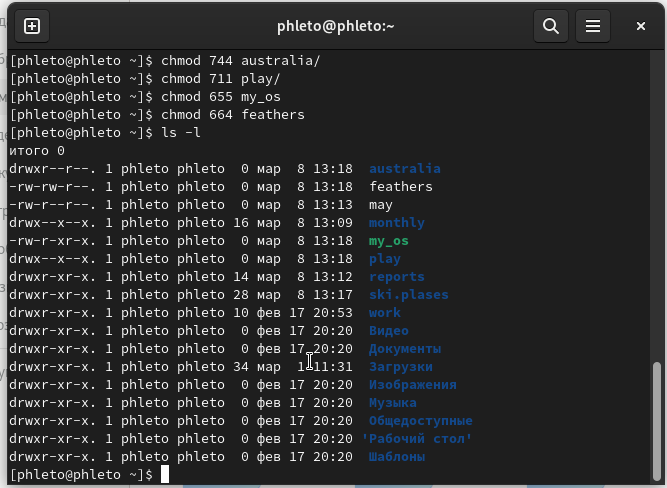 phleto@phleto:~
[phleto@phleto ~]$ chmod 744 australia/
[phleto@phleto ~]$ chmod 711 play/
[phleto@phleto ~]$ chmod 655 my_os
[phleto@phleto ~]$ chmod 664 feathers
[phleto@phleto ~]$ ls -l
итого 0
drwxr--r--. 1 phleto phleto  0 мар  8 13:18  australia
-rw-rw-r--. 1 phleto phleto  0 мар  8 13:18  feathers
-rw-r--r--. 1 phleto phleto  0 мар  8 13:13  may
drwx--x--x. 1 phleto phleto 16 мар  8 13:09  monthly
-rw-r-xr-x. 1 phleto phleto  0 мар  8 13:18  my_os
drwx--x--x. 1 phleto phleto  0 мар  8 13:18  play
drwxr-xr-x. 1 phleto phleto 14 мар  8 13:12  reports
drwxr-xr-x. 1 phleto phleto 28 мар  8 13:17  ski.plases
drwxr-xr-x. 1 phleto phleto 10 фев 17 20:53  work
drwxr-xr-x. 1 phleto phleto  0 фев 17 20:20  Видео
drwxr-xr-x. 1 phleto phleto  0 фев 17 20:20  Документы
drwxr-xr-x. 1 phleto phleto 34 мар  1 11:31  Загрузки
drwxr-xr-x. 1 phleto phleto  0 фев 17 20:20  Изображения
drwxr-xr-x. 1 phleto phleto  0 фев 17 20:20  Музыка
drwxr-xr-x. 1 phleto phleto  0 фев 17 20:20  Общедоступные
drwxr-xr-x. 1 phleto phleto  0 фев 17 20:20 'Рабочий стол'
drwxr-xr-x. 1 phleto phleto  0 фев 17 20:20  Шаблоны
[phleto@phleto ~]$